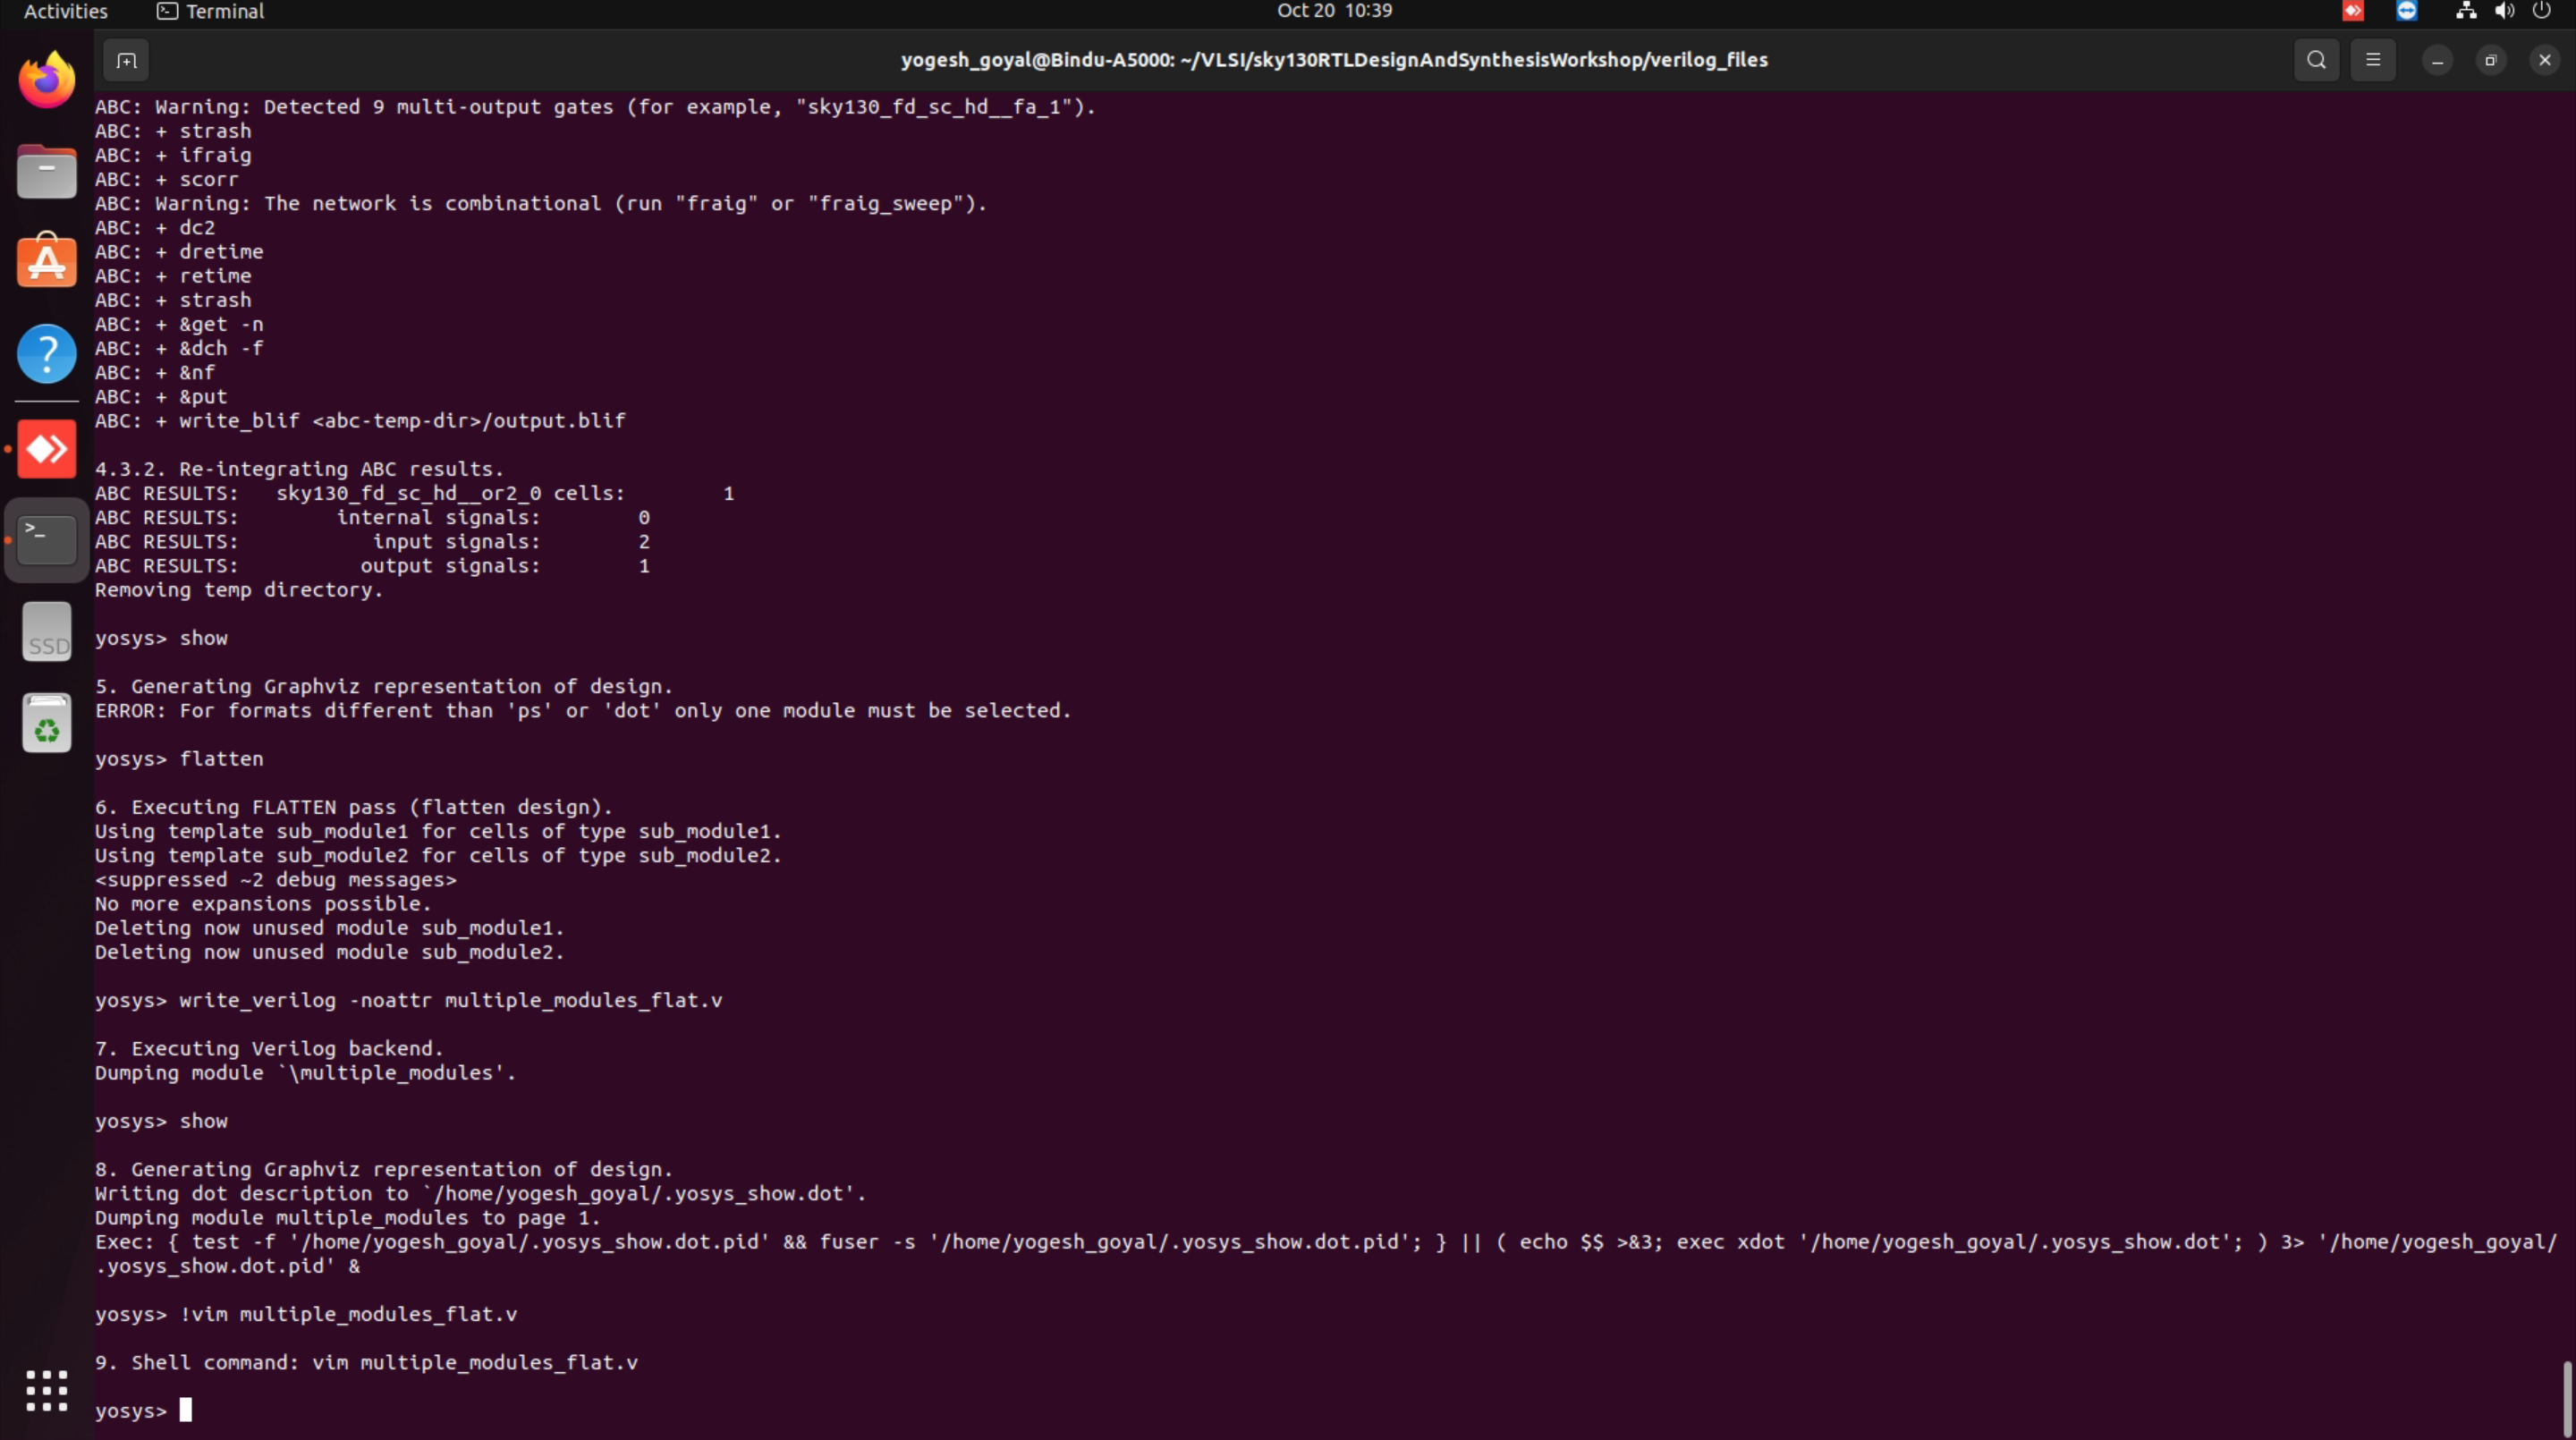 Activities
Terminal
Oct 20 10:39
yogesh_goyal@Bindu-A5000: ~/VLSI/sky130RTLDesignAndSynthesisWorkshop/verilog_files
ABC: Warning: Detected 9 multi-output gates (for example, "sky130_fd_sc_hd__fa_1").
ABC: + strash
ABC: + ifraig
ABC: + scorr
ABC: Warning: The network is combinational (run "fraig" or "fraig_sweep").
ABC: + dc2
ABC: + dretime
ABC: + retime
ABC: + strash
ABC: + &get -n
ABC: + &dch -f
ABC: + &nf
ABC: + &put
ABC: + write_blif <abc-temp-dir>/output.blif
4.3.2. Re-integrating ABC results.
ABC RESULTS:   sky130_fd_sc_hd__or2_0 cells:        1
ABC RESULTS:        internal signals:        0
ABC RESULTS:           input signals:        2
ABC RESULTS:          output signals:        1
Removing temp directory.
yosys> show
5. Generating Graphviz representation of design.
ERROR: For formats different than 'ps' or 'dot' only one module must be selected.
yosys> flatten
6. Executing FLATTEN pass (flatten design).
Using template sub_module1 for cells of type sub_module1.
Using template sub_module2 for cells of type sub_module2.
<suppressed ~2 debug messages>
No more expansions possible.
Deleting now unused module sub_module1.
Deleting now unused module sub_module2.
yosys> write_verilog -noattr multiple_modules_flat.v
7. Executing Verilog backend.
Dumping module `\multiple_modules'.
yosys> show
8. Generating Graphviz representation of design.
Writing dot description to `/home/yogesh_goyal/.yosys_show.dot'.
Dumping module multiple_modules to page 1.
Exec: { test -f '/home/yogesh_goyal/.yosys_show.dot.pid' && fuser -s '/home/yogesh_goyal/.yosys_show.dot.pid'; } || ( echo $$ >&3; exec xdot '/home/yogesh_goyal/.yosys_show.dot'; ) 3> '/home/yogesh_goyal/
.yosys_show.dot.pid' &
yosys> !vim multiple_modules_flat.v
9. Shell command: vim multiple_modules_flat.v
yosys>
SSD